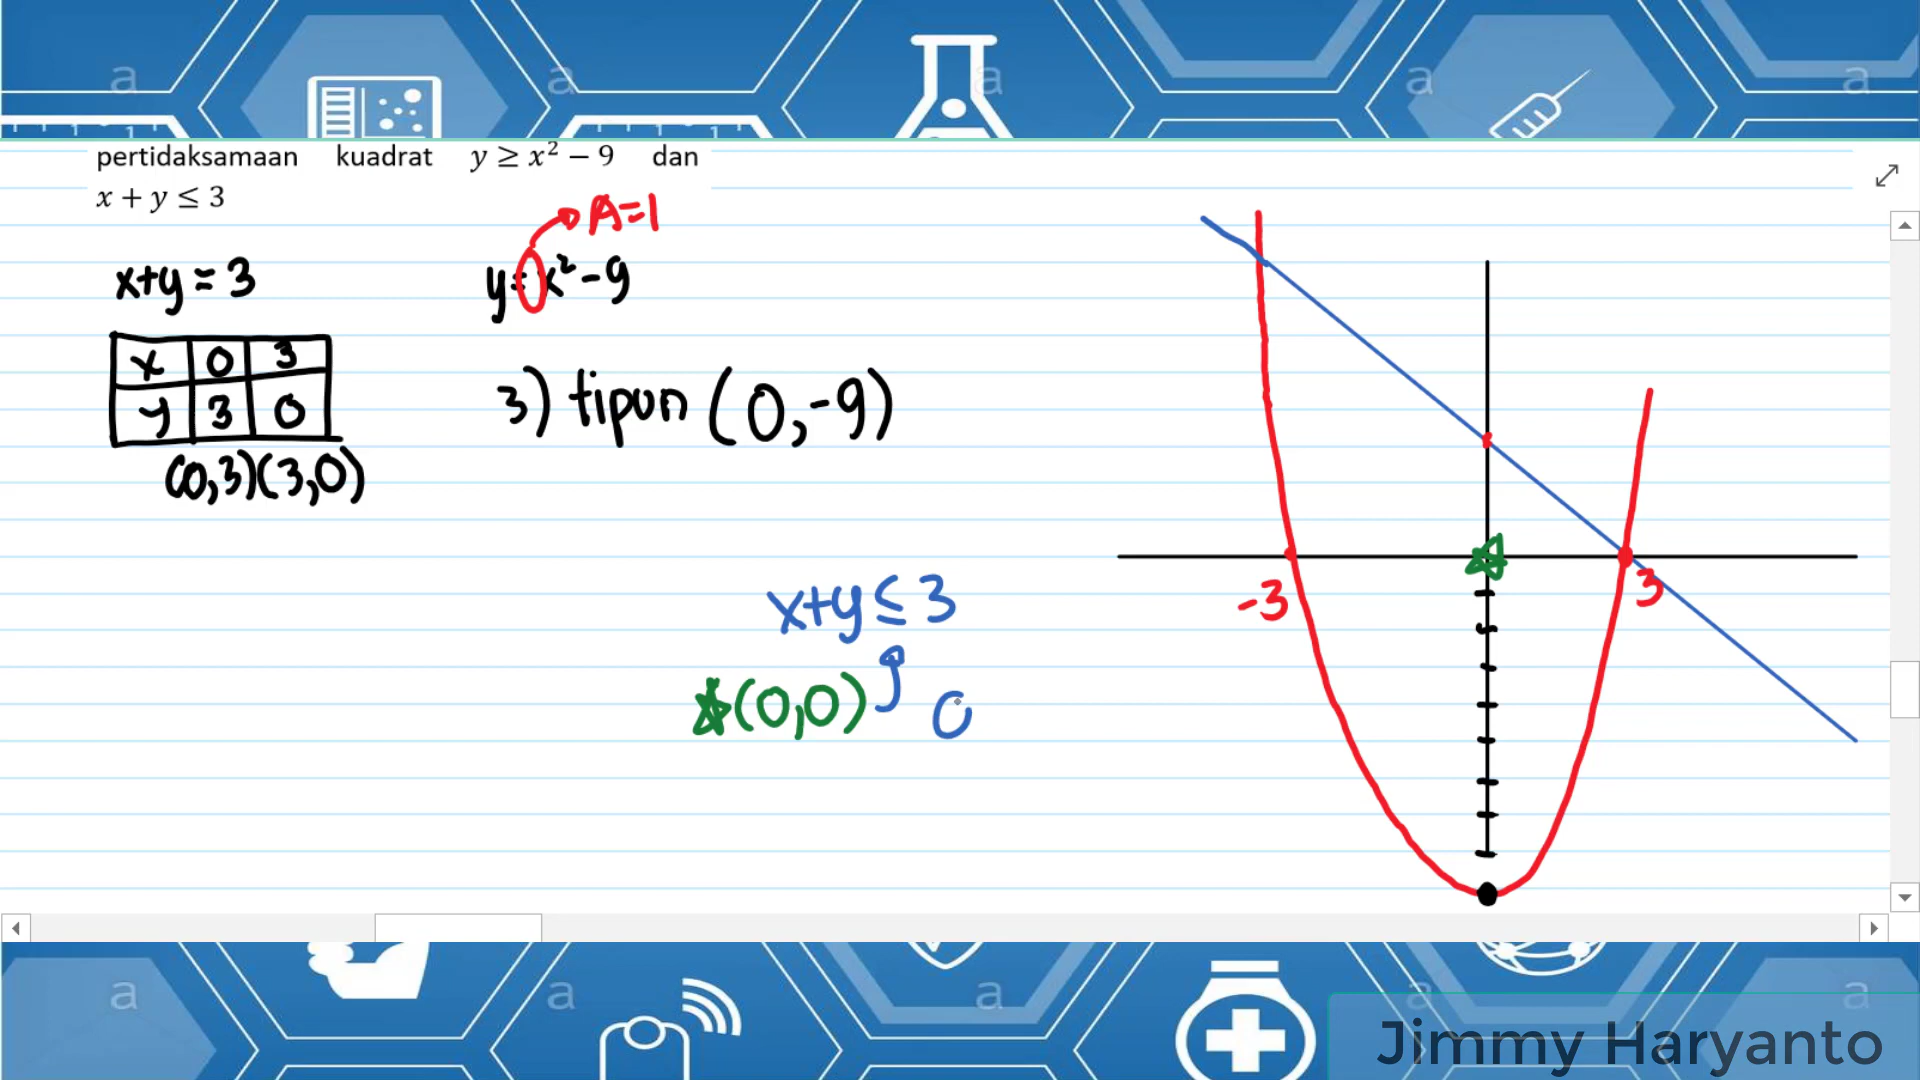 pertidaksamaan kuadrat y ≥ x² − 9 dan
x + y ≤ 3
A=1
x+y = 3
y = x² - 9
x 0 3
y 3 0
(0,3)(3,0)
3) tipun (0,-9)
x+y ≤ 3
(0,0) 0
-3
3
Jimmy Haryanto
a a a a a
a a a a a